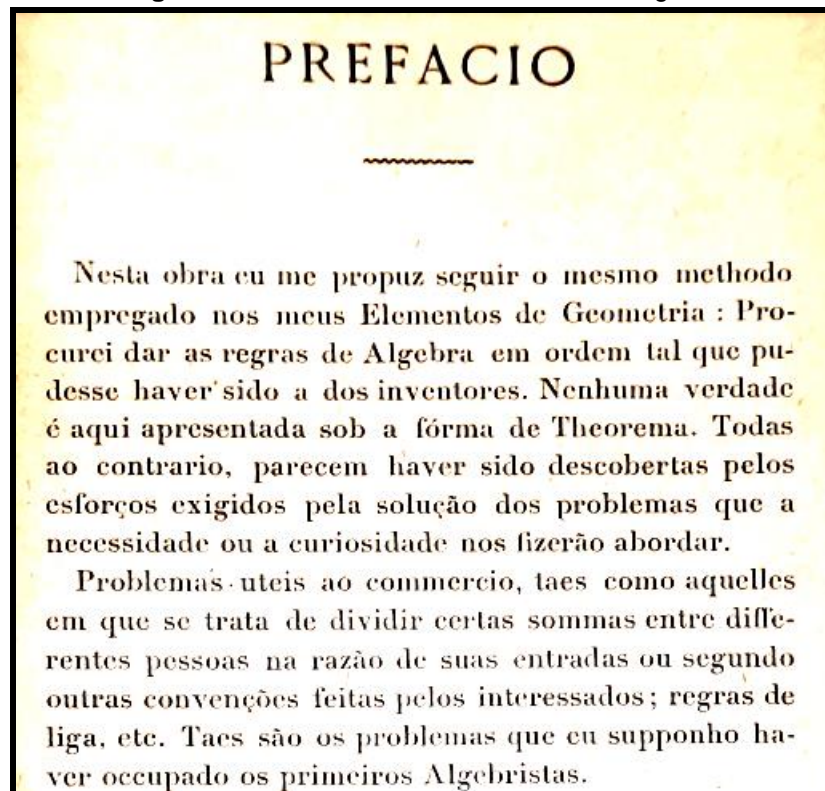 PREFACIO
Nesta obra eu me propuz seguir o mesmo methodo
empregado nos meus Elementos de Geometria : Pro-
curei dar as regras de Algebra em ordem tal que pu-
desse haver sido a dos inventores. Nenhuma verdade
é aqui apresentada sob a fórma de Theorema. Todas
ao contrario, parecem haver sido descobertas pelos
esforços exigidos pela solução dos problemas que a
necessidade ou a curiosidade nos fizerão abordar.
Problemas uteis ao commercio, taes como aquelles
em que se trata de dividir certas sommas entre diffe-
rentes pessoas na razão de suas entradas ou segundo
outras convenções feitas pelos interessados; regras de
liga, etc. Taes são os problemas que eu supponho ha-
ver occupado os primeiros Algebristas.